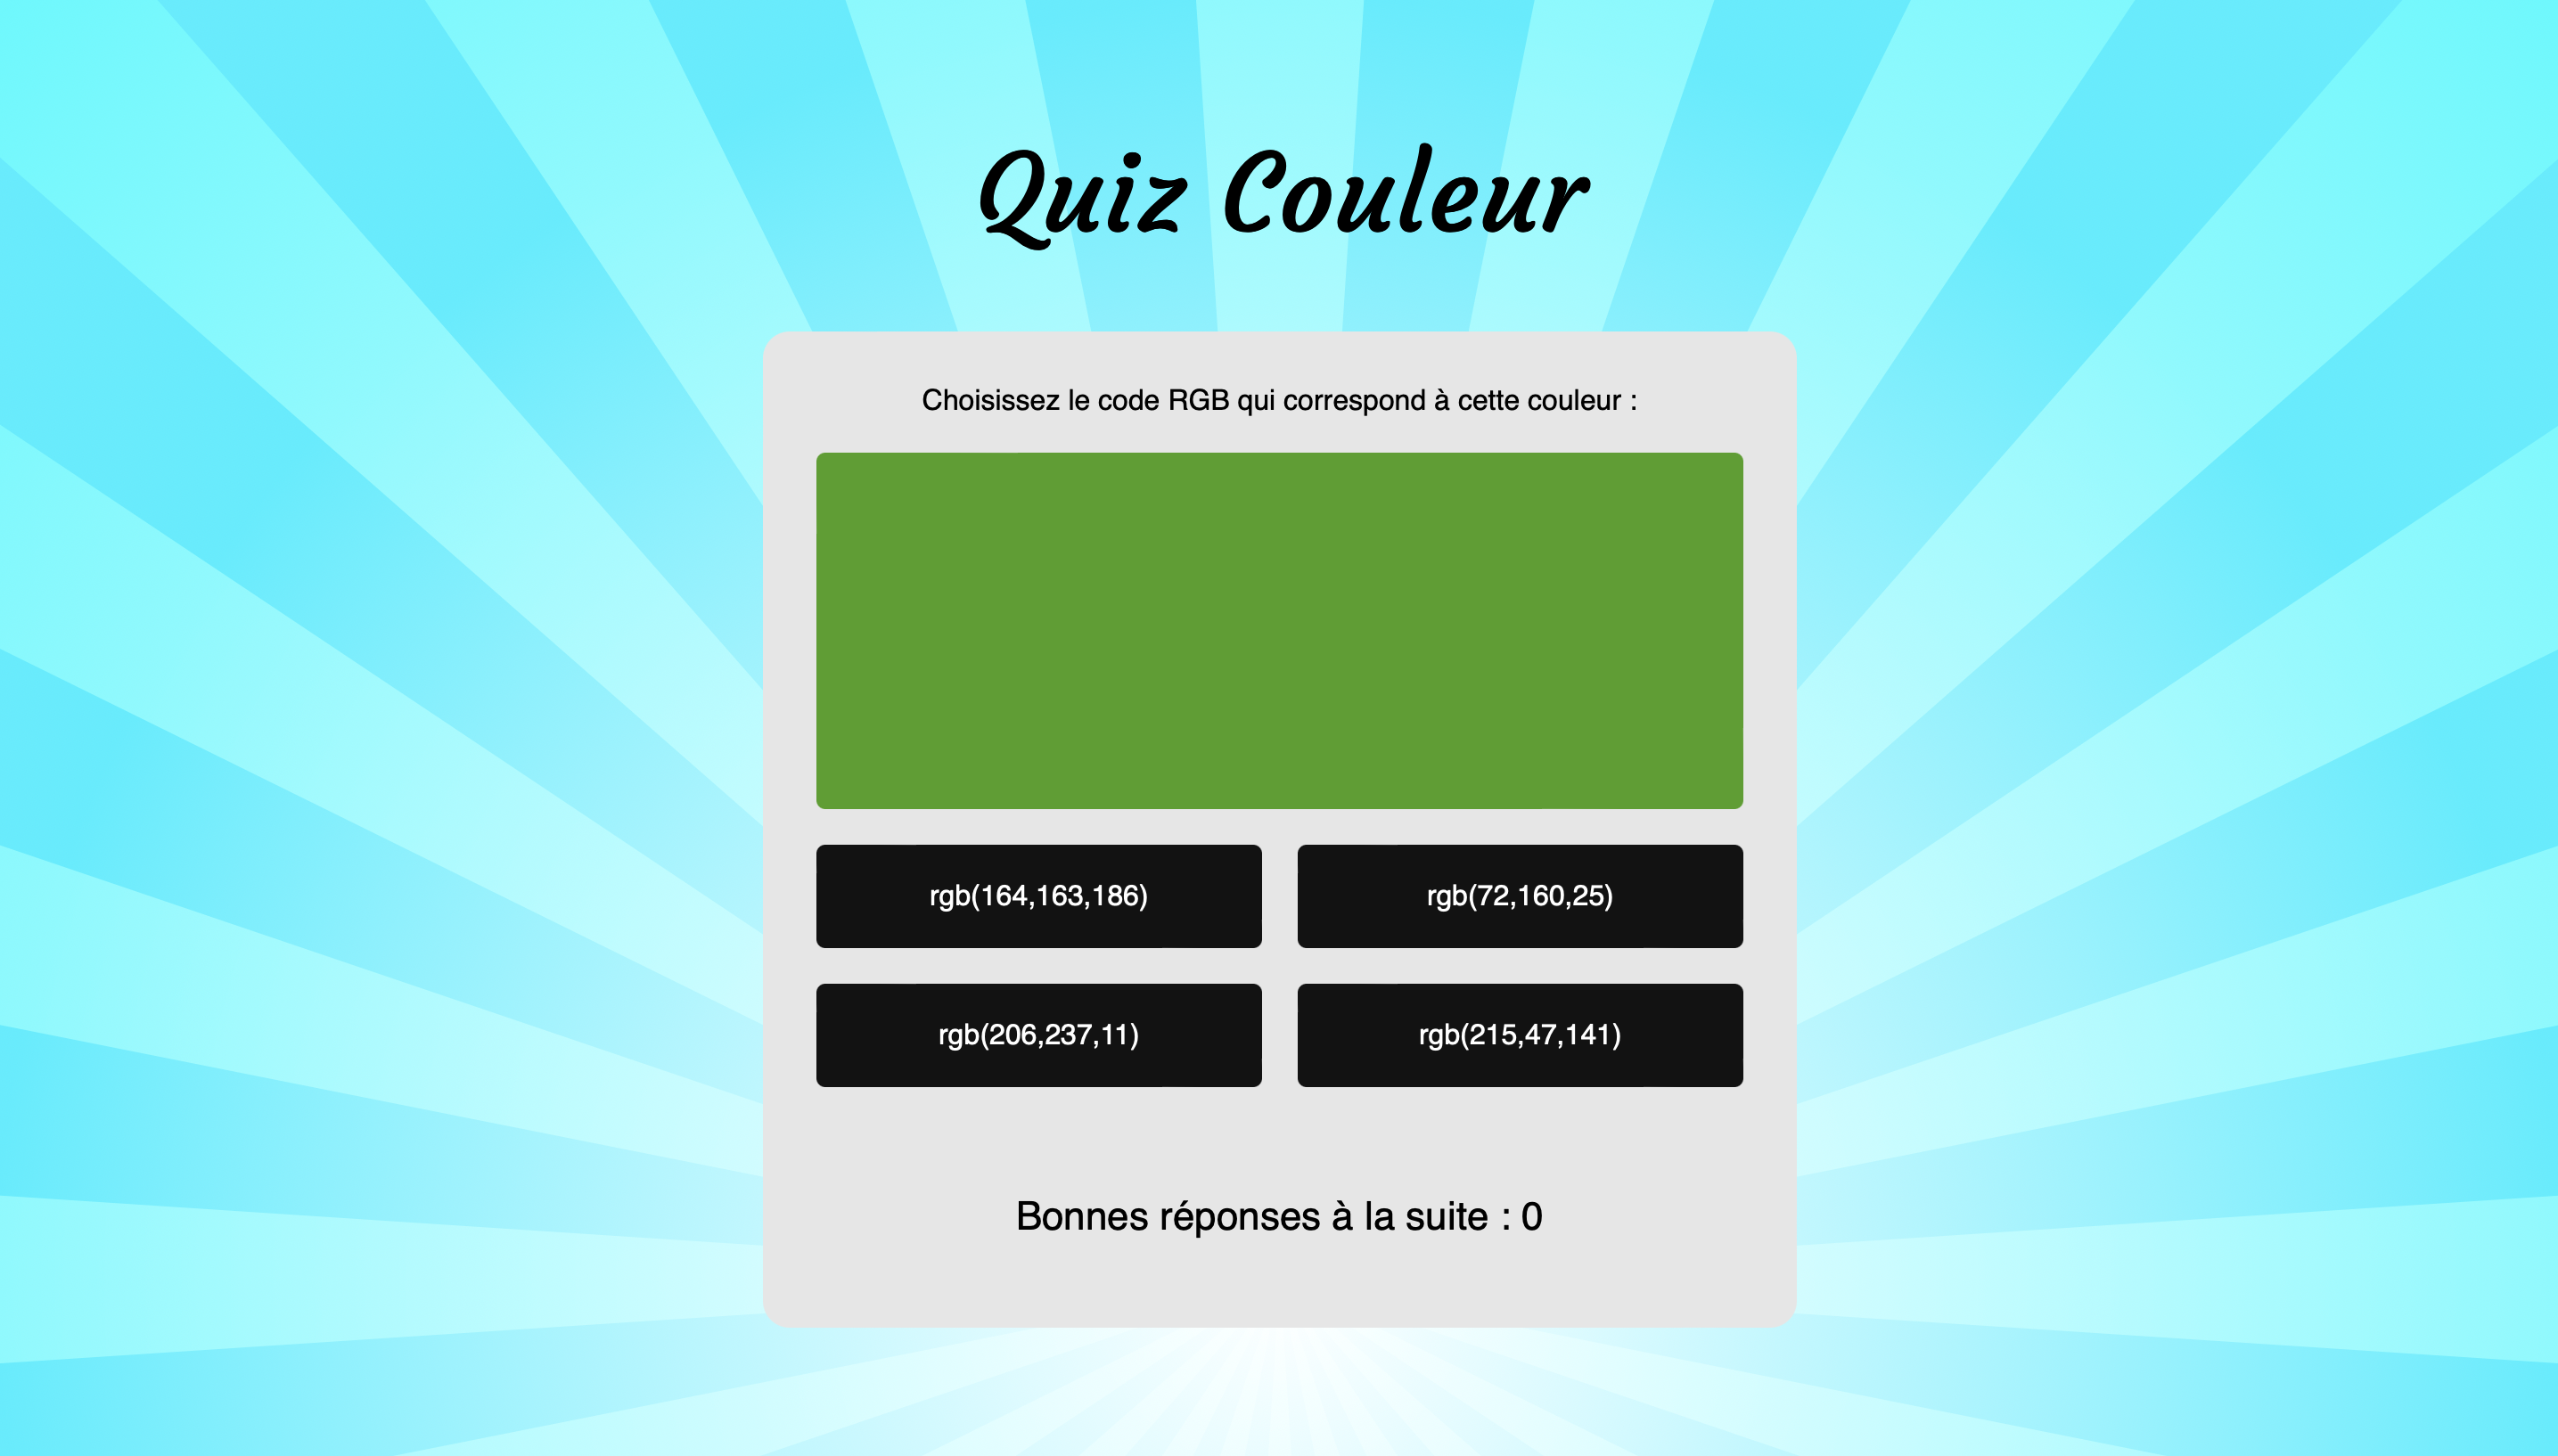 Quiz Couleur
Choisissez le code RGB qui correspond à cette couleur :
rgb(164,163,186)
rgb(72,160,25)
rgb(206,237,11)
rgb(215,47,141)
Bonnes réponses à la suite : 0